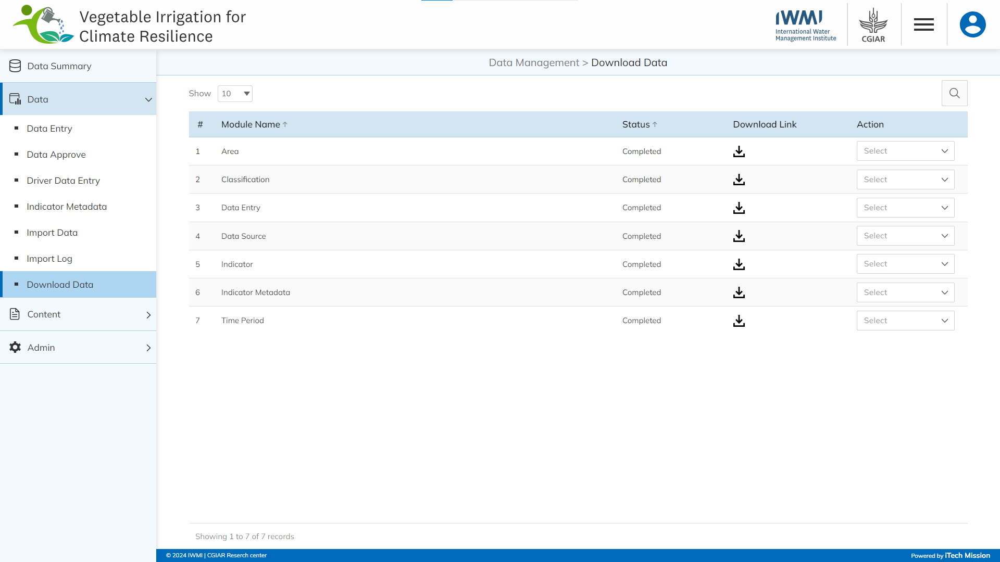 Vegetable Irrigation for
Climate Resilience
IWMI
International Water
Management Institute
CGIAR
Data Summary
Data
Data Entry
Data Approve
Driver Data Entry
Indicator Metadata
Import Data
Import Log
Download Data
Content
Admin
Data Management > Download Data
Show 10
# Module Name ↑ Status ↑ Download Link Action
1 Area Completed Select
2 Classification Completed Select
3 Data Entry Completed Select
4 Data Source Completed Select
5 Indicator Completed Select
6 Indicator Metadata Completed Select
7 Time Period Completed Select
Showing 1 to 7 of 7 records
© 2024 IWMI | CGIAR Reserch center
Powered by iTech Mission